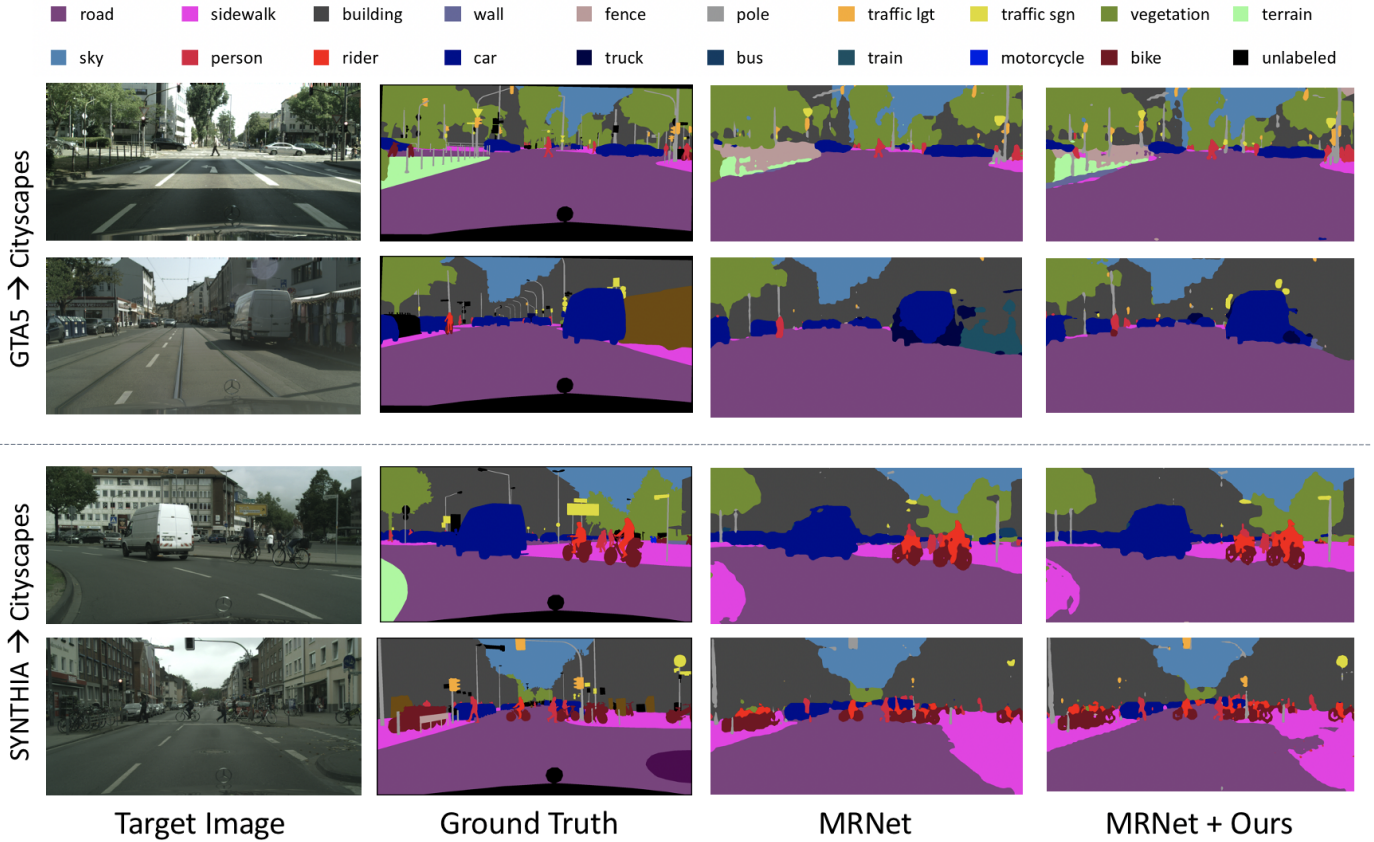 road sidewalk building wall fence pole traffic lgt traffic sgn vegetation terrain
sky person rider car truck bus train motorcycle bike unlabeled
GTA5 → Cityscapes
SYNTHIA → Cityscapes
Target Image Ground Truth MRNet MRNet + Ours